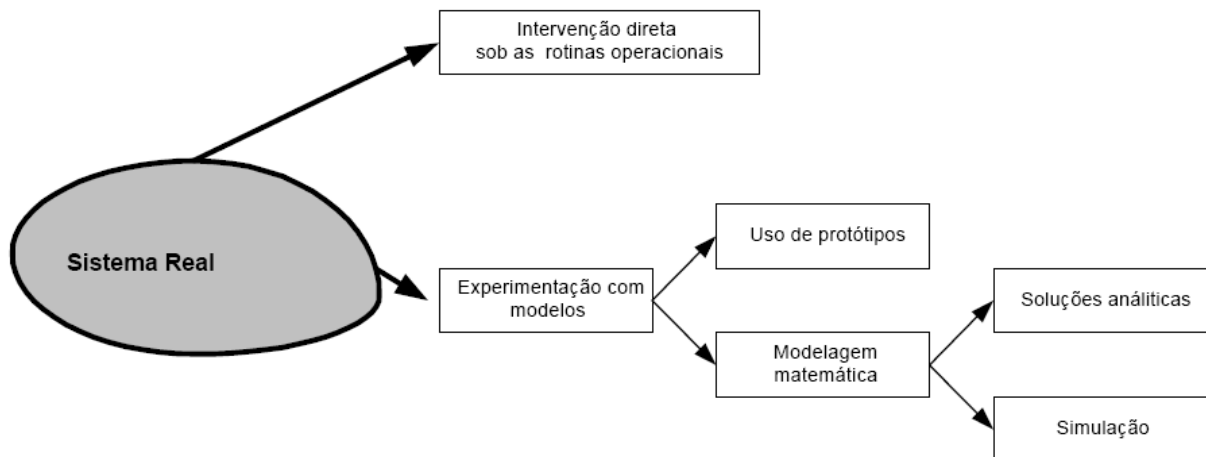 Intervenção direta
sob as rotinas operacionais
Sistema Real
Experimentação com
modelos
Uso de protótipos
Modelagem
matemática
Soluções análiticas
Simulação